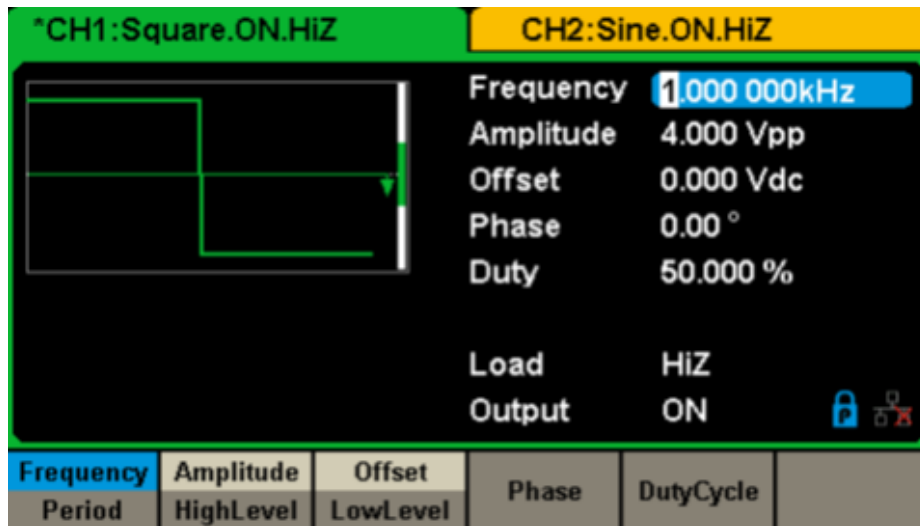 *CH1:Square.ON.HiZ
CH2:Sine.ON.HiZ
Frequency 1.000 000kHz
Amplitude 4.000 Vpp
Offset 0.000 Vdc
Phase 0.00 °
Duty 50.000 %
Load HiZ
Output ON
P
Frequency Amplitude Offset Phase DutyCycle
Period HighLevel LowLevel